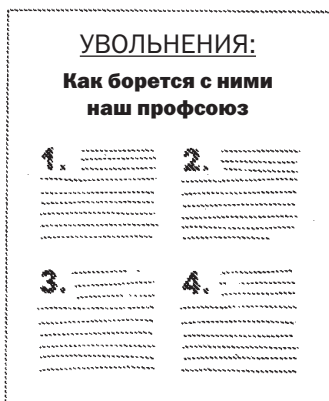 УВОЛЬНЕНИЯ:
Как борется с ними
наш профсоюз
1.
2.
3.
4.